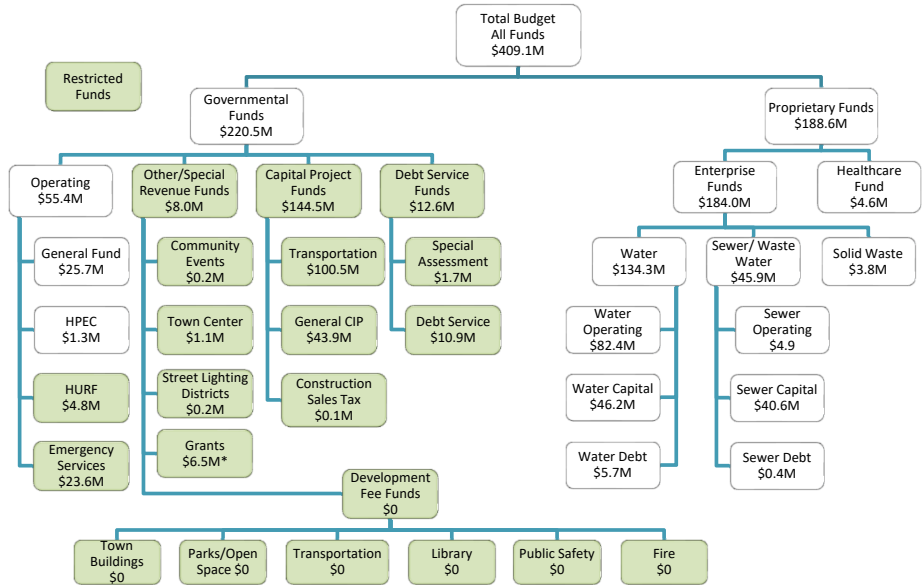 Total Budget
All Funds
$409.1M
Restricted
Funds
Governmental
Funds
$220.5M
Proprietary Funds
$188.6M
Operating
$55.4M
Other/Special
Revenue Funds
$8.0M
Capital Project
Funds
$144.5M
Debt Service
Funds
$12.6M
Enterprise
Funds
$184.0M
Healthcare
Fund
$4.6M
General Fund
$25.7M
HPEC
$1.3M
HURF
$4.8M
Emergency
Services
$23.6M
Community
Events
$0.2M
Town Center
$1.1M
Street Lighting
Districts
$0.2M
Grants
$6.5M*
Transportation
$100.5M
General CIP
$43.9M
Construction
Sales Tax
$0.1M
Special
Assessment
$1.7M
Debt Service
$10.9M
Water
$134.3M
Sewer/ Waste
Water
$45.9M
Solid Waste
$3.8M
Water
Operating
$82.4M
Water Capital
$46.2M
Water Debt
$5.7M
Sewer
Operating
$4.9
Sewer Capital
$40.6M
Sewer Debt
$0.4M
Development
Fee Funds
$0
Town
Buildings
$0
Parks/Open
Space $0
Transportation
$0
Library
$0
Public Safety
$0
Fire
$0